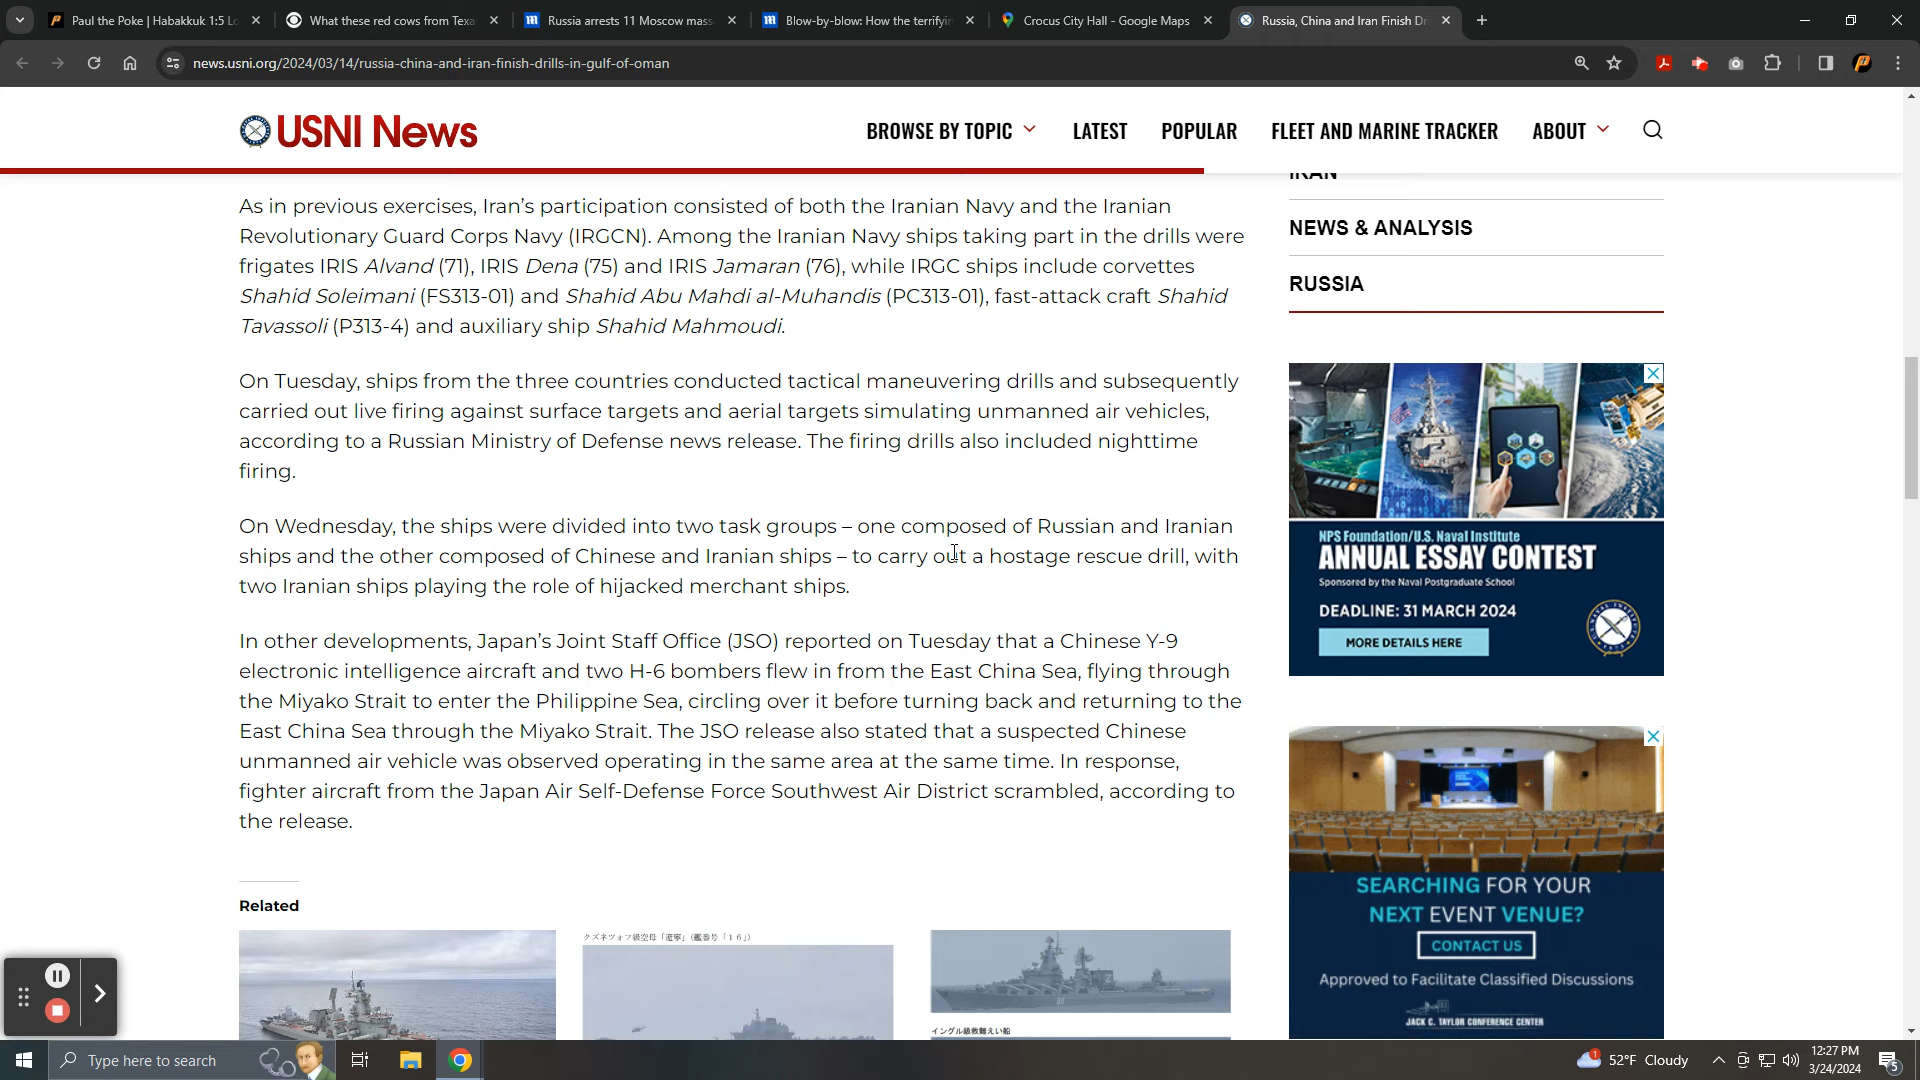 Paul the Poke | Habakkuk 1:5 Lo
What these red cows from Texa
Russia arrests 11 Moscow mass
Blow-by-blow: How the terrifyin
Crocus City Hall - Google Maps
Russia, China and Iran Finish Dr
news.usni.org/2024/03/14/russia-china-and-iran-finish-drills-in-gulf-of-oman
USNI News
BROWSE BY TOPIC
LATEST
POPULAR
FLEET AND MARINE TRACKER
ABOUT
As in previous exercises, Iran's participation consisted of both the Iranian Navy and the Iranian
Revolutionary Guard Corps Navy (IRGCN). Among the Iranian Navy ships taking part in the drills were
frigates IRIS Alvand (71), IRIS Dena (75) and IRIS Jamaran (76), while IRGC ships include corvettes
Shahid Soleimani (FS313-01) and Shahid Abu Mahdi al-Muhandis (PC313-01), fast-attack craft Shahid
Tavassoli (P313-4) and auxiliary ship Shahid Mahmoudi.
On Tuesday, ships from the three countries conducted tactical maneuvering drills and subsequently
carried out live firing against surface targets and aerial targets simulating unmanned air vehicles,
according to a Russian Ministry of Defense news release. The firing drills also included nighttime
firing.
On Wednesday, the ships were divided into two task groups – one composed of Russian and Iranian
ships and the other composed of Chinese and Iranian ships – to carry out a hostage rescue drill, with
two Iranian ships playing the role of hijacked merchant ships.
In other developments, Japan's Joint Staff Office (JSO) reported on Tuesday that a Chinese Y-9
electronic intelligence aircraft and two H-6 bombers flew in from the East China Sea, flying through
the Miyako Strait to enter the Philippine Sea, circling over it before turning back and returning to the
East China Sea through the Miyako Strait. The JSO release also stated that a suspected Chinese
unmanned air vehicle was observed operating in the same area at the same time. In response,
fighter aircraft from the Japan Air Self-Defense Force Southwest Air District scrambled, according to
the release.
Related
クズネツォフ級空母「遼寧」（艦番号「１６」）
IRAN
NEWS & ANALYSIS
RUSSIA
NPS Foundation/U.S. Naval Institute
ANNUAL ESSAY CONTEST
Sponsored by the Naval Postgraduate School
DEADLINE: 31 MARCH 2024
MORE DETAILS HERE
SEARCHING FOR YOUR
NEXT EVENT VENUE?
CONTACT US
Approved to Facilitate Classified Discussions
JACK C. TAYLOR CONFERENCE CENTER
Type here to search
1
52°F Cloudy
12:27 PM
3/24/2024
5